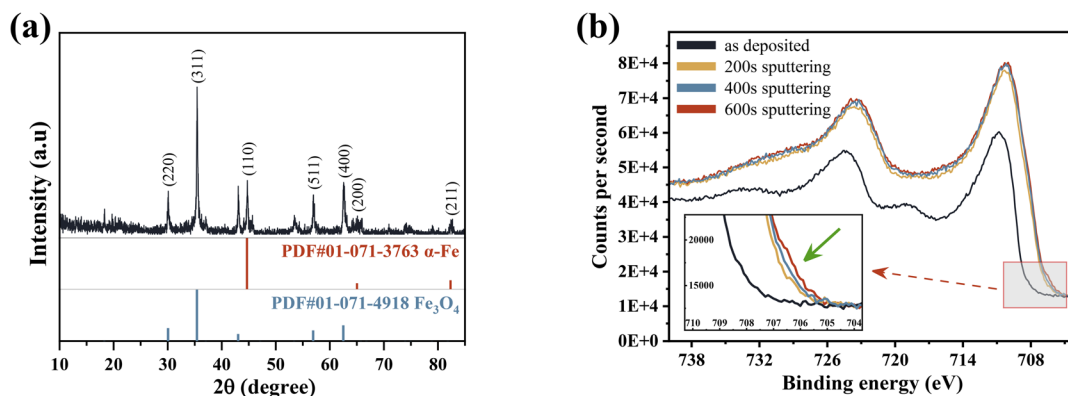 (a)
Intensity (a.u)
(220)
(311)
(110)
(511)
(400)
(200)
(211)
PDF#01-071-3763 α-Fe
PDF#01-071-4918 Fe₃O₄
10 20 30 40 50 60 70 80
2θ (degree)
(b)
Counts per second
8E+4
7E+4
6E+4
5E+4
4E+4
3E+4
2E+4
1E+4
0E+0
as deposited
200s sputtering
400s sputtering
600s sputtering
20000
15000
710 709 708 707 706 705 704
738 732 726 720 714 708
Binding energy (eV)